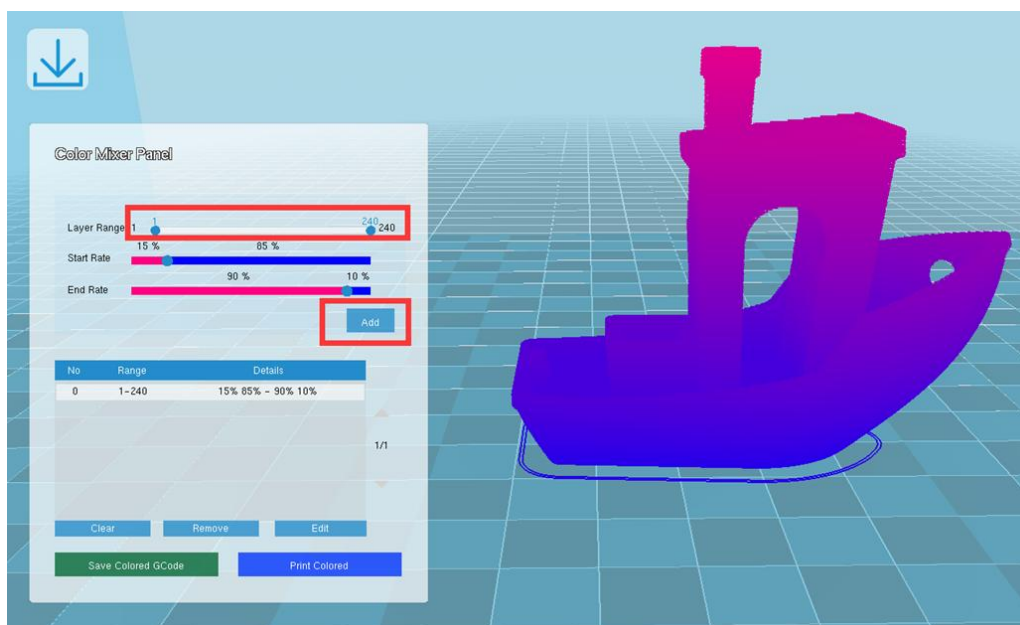 Color Mixer Panel
Layer Range 1 1 240 240
15 % 85 %
Start Rate
90 % 10 %
End Rate
Add
No Range Details
0 1-240 15% 85% - 90% 10%
1/1
Clear Remove Edit
Save Colored GCode Print Colored